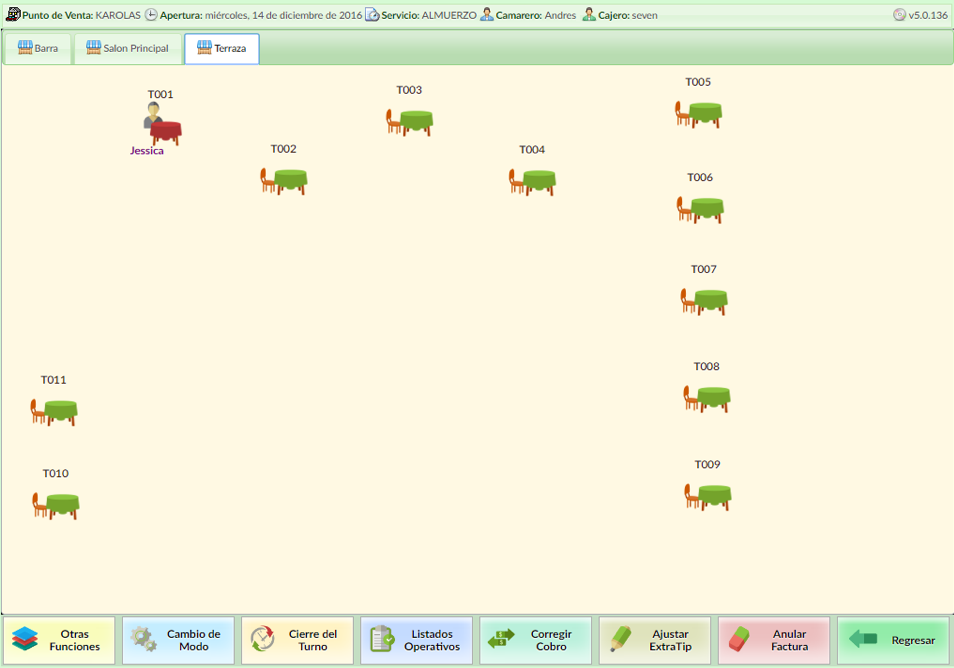 Punto de Venta: KAROLAS Apertura: miércoles, 14 de diciembre de 2016 Servicio: ALMUERZO Camarero: Andres Cajero: seven v5.0.136
Barra Salon Principal Terraza
T001
Jessica
T002
T003
T004
T005
T006
T007
T008
T009
T011
T010
Otras
Funciones
Cambio de
Modo
Cierre del
Turno
Listados
Operativos
Corregir
Cobro
Ajustar
ExtraTip
Anular
Factura
Regresar